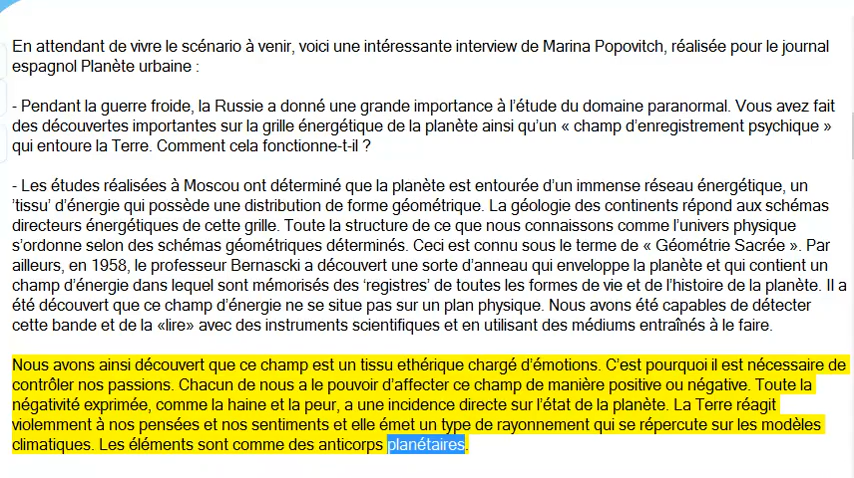 En attendant de vivre le scénario à venir, voici une intéressante interview de Marina Popovitch, réalisée pour le journal
espagnol Planète urbaine :
- Pendant la guerre froide, la Russie a donné une grande importance à l’étude du domaine paranormal. Vous avez fait
des découvertes importantes sur la grille énergétique de la planète ainsi qu’un « champ d’enregistrement psychique »
qui entoure la Terre. Comment cela fonctionne-t-il ?
- Les études réalisées à Moscou ont déterminé que la planète est entourée d’un immense réseau énergétique, un
’tissu’ d’énergie qui possède une distribution de forme géométrique. La géologie des continents répond aux schémas
directeurs énergétiques de cette grille. Toute la structure de ce que nous connaissons comme l’univers physique
s’ordonne selon des schémas géométriques déterminés. Ceci est connu sous le terme de « Géométrie Sacrée ». Par
ailleurs, en 1958, le professeur Bernascki a découvert une sorte d’anneau qui enveloppe la planète et qui contient un
champ d’énergie dans lequel sont mémorisés des ‘registres’ de toutes les formes de vie et de l’histoire de la planète. Il a
été découvert que ce champ d’énergie ne se situe pas sur un plan physique. Nous avons été capables de détecter
cette bande et de la «lire» avec des instruments scientifiques et en utilisant des médiums entraînés à le faire.
Nous avons ainsi découvert que ce champ est un tissu ethérique chargé d’émotions. C’est pourquoi il est nécessaire de
contrôler nos passions. Chacun de nous a le pouvoir d’affecter ce champ de manière positive ou négative. Toute la
négativité exprimée, comme la haine et la peur, a une incidence directe sur l’état de la planète. La Terre réagit
violemment à nos pensées et nos sentiments et elle émet un type de rayonnement qui se répercute sur les modèles
climatiques. Les éléments sont comme des anticorps planétaires.